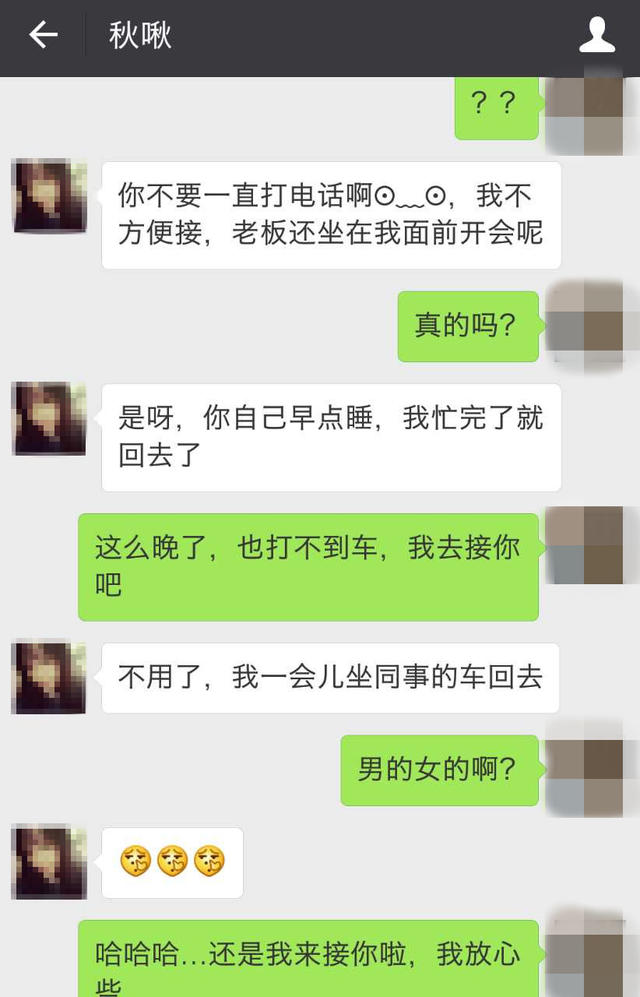 秋啾
？？
你不要一直打电话啊⊙﹏⊙，我不
方便接，老板还坐在我面前开会呢
真的吗？
是呀，你自己早点睡，我忙完了就
回去了
这么晚了，也打不到车，我去接你
吧
不用了，我一会儿坐同事的车回去
男的女的啊？
哈哈哈…还是我来接你啦，我放心
些